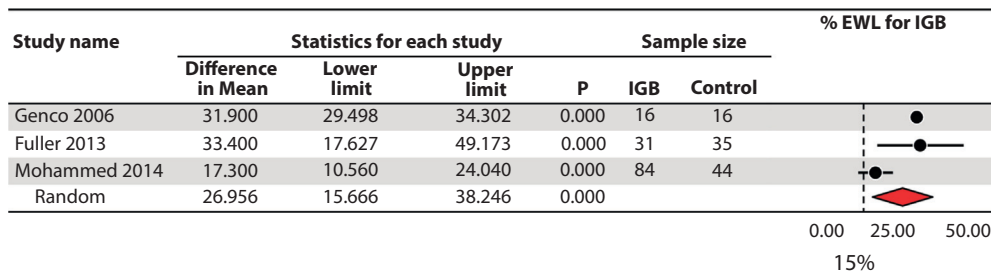 % EWL for IGB
Study name Statistics for each study Sample size
Difference in Mean Lower limit Upper limit P IGB Control
Genco 2006 31.900 29.498 34.302 0.000 16 16
Fuller 2013 33.400 17.627 49.173 0.000 31 35
Mohammed 2014 17.300 10.560 24.040 0.000 84 44
Random 26.956 15.666 38.246 0.000
0.00 25.00 50.00
15%